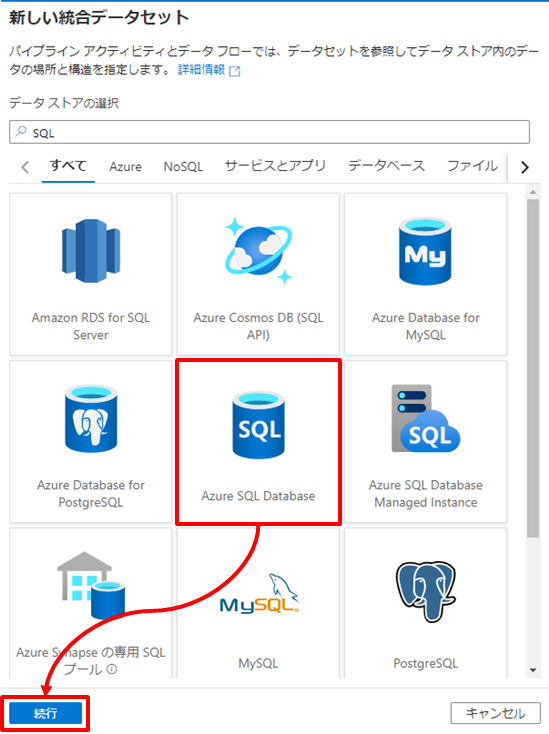 新しい統合データセット
パイプライン アクティビティとデータ フローでは、データセットを参照してデータ ストア内のデー
タの場所と構造を指定します。 詳細情報
データ ストアの選択
SQL
すべて Azure NoSQL サービスとアプリ データベース ファイル
Amazon RDS for SQL
Server
Azure Cosmos DB (SQL
API)
My
Azure Database for
MySQL
Azure Database for
PostgreSQL
SQL
Azure SQL Database
SQL
Azure SQL Database
Managed Instance
Azure Synapse の専用 SQL
プール
MySQL
MySQL
PostgreSQL
続行
キャンセル